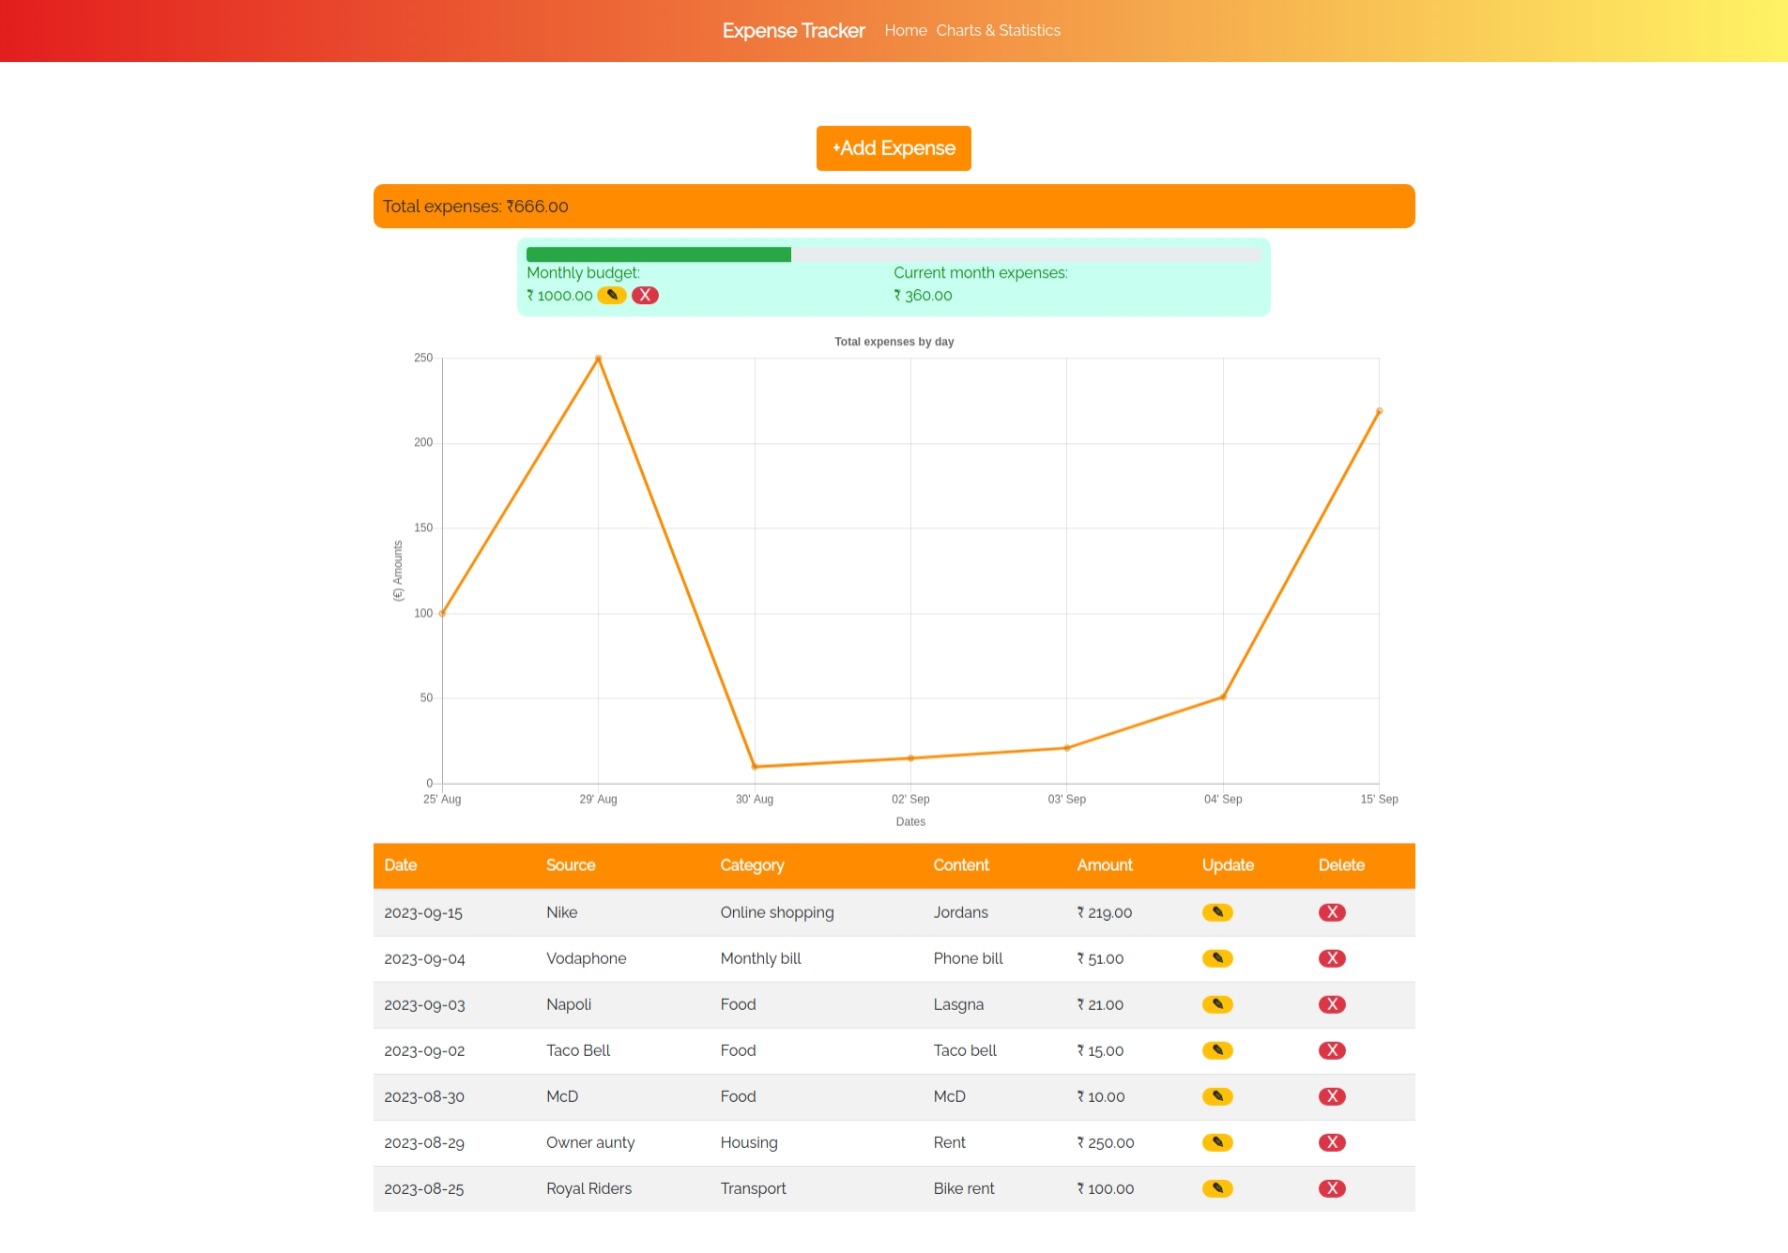 Expense Tracker Home Charts & Statistics
+Add Expense
Total expenses: ₹666.00
Monthly budget: Current month expenses:
₹ 1000.00 ✎ X ₹ 360.00
Total expenses by day
250
200
150
(€) Amounts
100
50
0
25' Aug 29' Aug 30' Aug 02' Sep 03' Sep 04' Sep 15' Sep
Dates
Date Source Category Content Amount Update Delete
2023-09-15 Nike Online shopping Jordans ₹ 219.00 ✎ X
2023-09-04 Vodaphone Monthly bill Phone bill ₹ 51.00 ✎ X
2023-09-03 Napoli Food Lasgna ₹ 21.00 ✎ X
2023-09-02 Taco Bell Food Taco bell ₹ 15.00 ✎ X
2023-08-30 McD Food McD ₹ 10.00 ✎ X
2023-08-29 Owner aunty Housing Rent ₹ 250.00 ✎ X
2023-08-25 Royal Riders Transport Bike rent ₹ 100.00 ✎ X